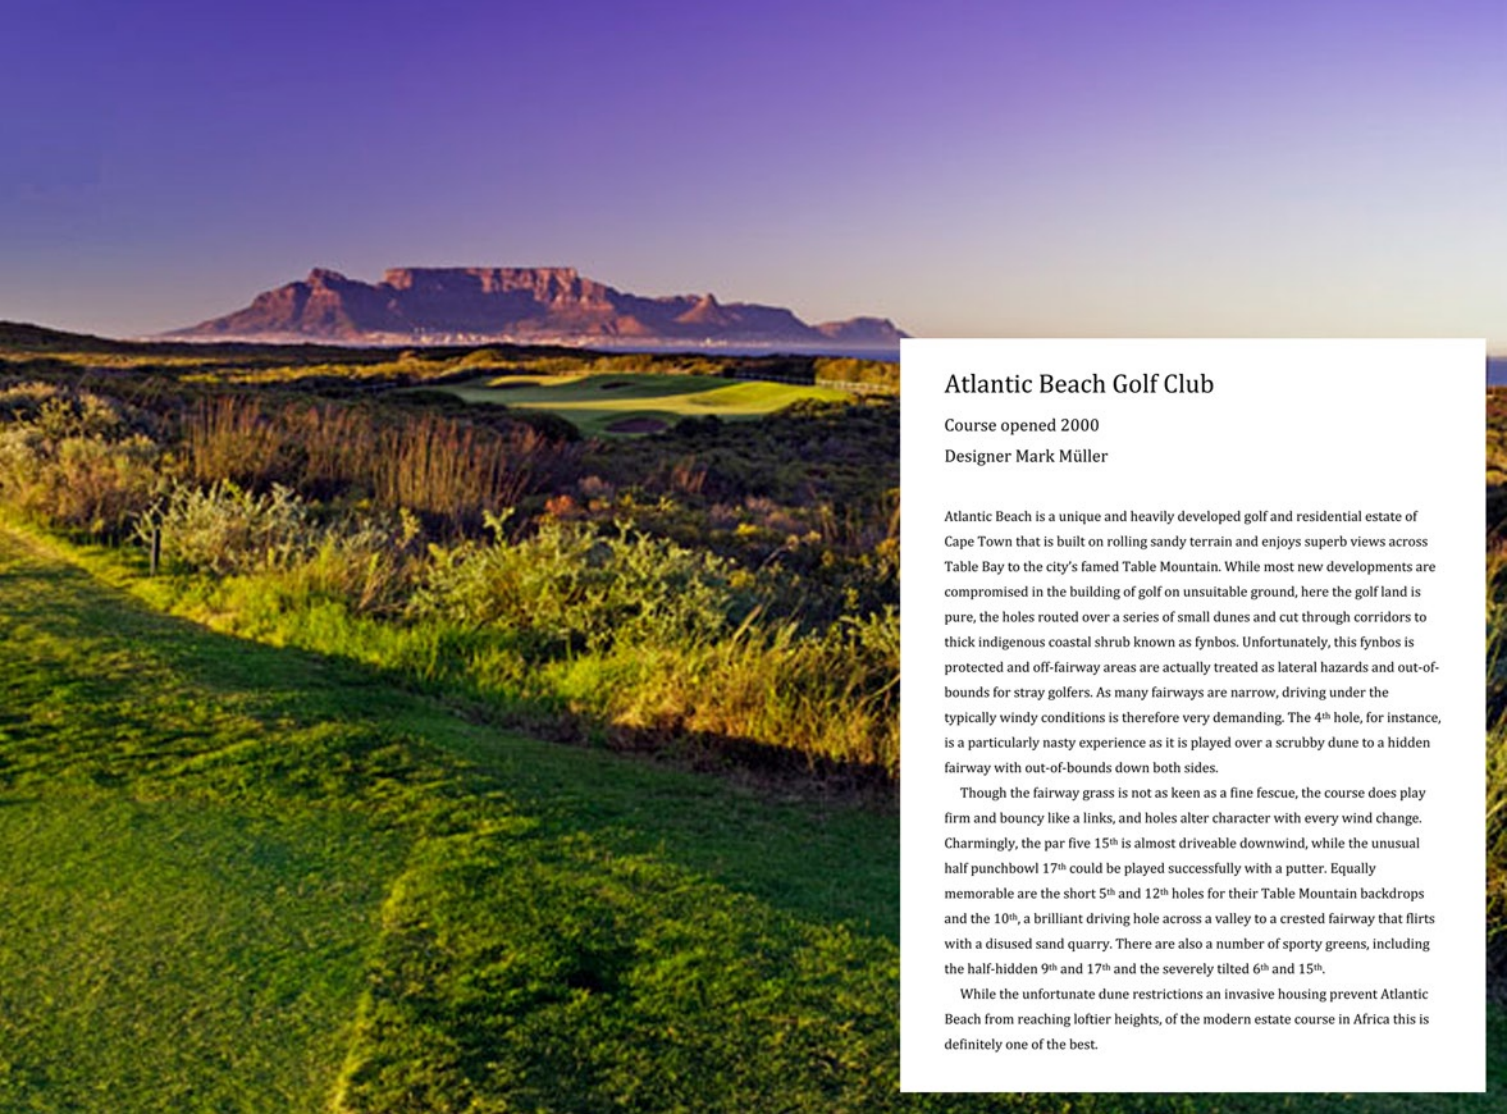 Atlantic Beach Golf Club
Course opened 2000
Designer Mark Müller
Atlantic Beach is a unique and heavily developed golf and residential estate of
Cape Town that is built on rolling sandy terrain and enjoys superb views across
Table Bay to the city's famed Table Mountain. While most new developments are
compromised in the building of golf on unsuitable ground, here the golf land is
pure, the holes routed over a series of small dunes and cut through corridors to
thick indigenous coastal shrub known as fynbos. Unfortunately, this fynbos is
protected and off-fairway areas are actually treated as lateral hazards and out-of-
bounds for stray golfers. As many fairways are narrow, driving under the
typically windy conditions is therefore very demanding. The 4th hole, for instance,
is a particularly nasty experience as it is played over a scrubby dune to a hidden
fairway with out-of-bounds down both sides.
Though the fairway grass is not as keen as a fine fescue, the course does play
firm and bouncy like a links, and holes alter character with every wind change.
Charmingly, the par five 15th is almost driveable downwind, while the unusual
half punchbowl 17th could be played successfully with a putter. Equally
memorable are the short 5th and 12th holes for their Table Mountain backdrops
and the 10th, a brilliant driving hole across a valley to a crested fairway that flirts
with a disused sand quarry. There are also a number of sporty greens, including
the half-hidden 9th and 17th and the severely tilted 6th and 15th.
While the unfortunate dune restrictions an invasive housing prevent Atlantic
Beach from reaching loftier heights, of the modern estate course in Africa this is
definitely one of the best.